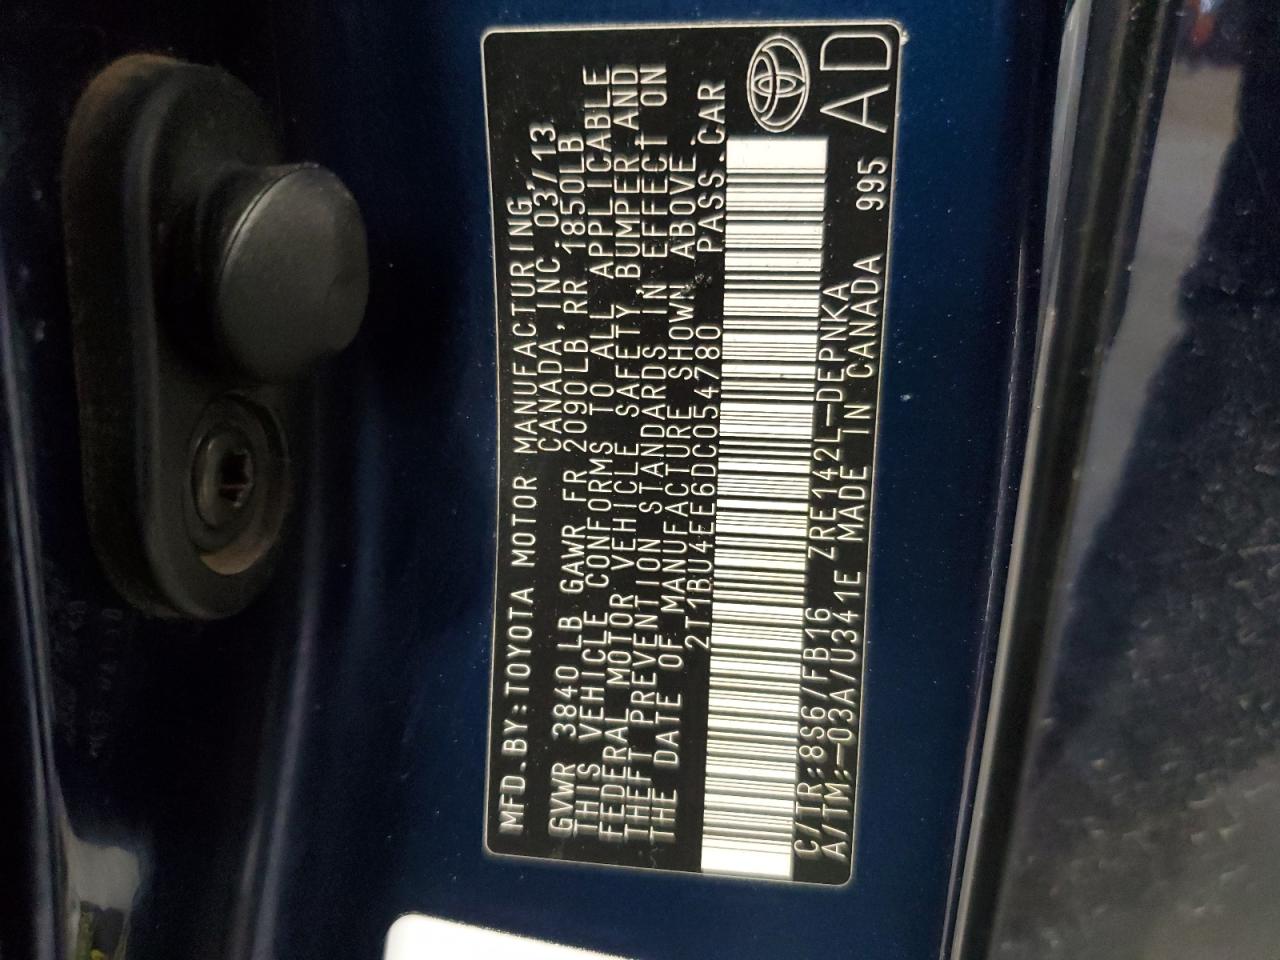 MFD.BY:TOYOTA MOTOR MANUFACTURING,
CANADA,INC. 03/13
GVWR 3840 LB GAWR FR 2090LB,RR 1850LB
THIS VEHICLE CONFORMS TO ALL APPLICABLE
FEDERAL MOTOR VEHICLE SAFETY,BUMPER,AND
THEFT PREVENTION STANDARDS IN EFFECT ON
THE DATE OF MANUFACTURE SHOWN ABOVE.
2T1BU4EE6DC054780 PASS.CAR
C/TR:8S6/FB16 ZRE142L-DEPNKA
A/TM:-03A/U341E MADE IN CANADA 995
AD